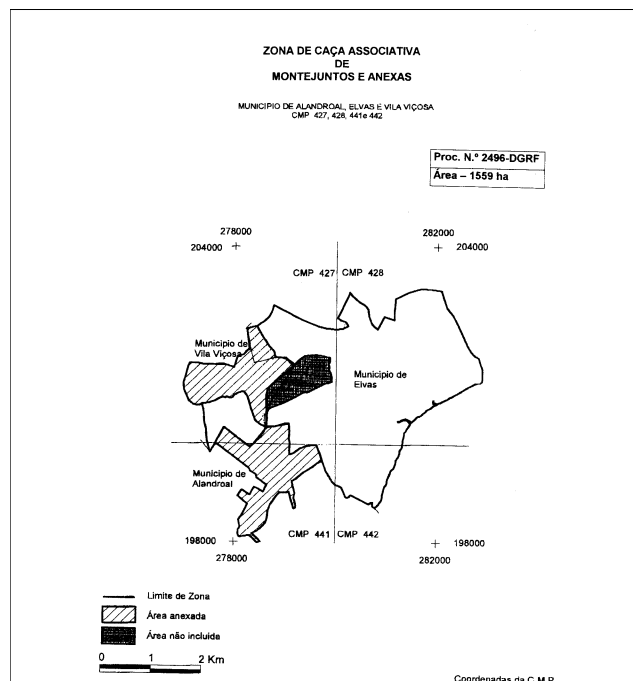 ZONA DE CAÇA ASSOCIATIVA
DE
MONTEJUNTOS E ANEXAS
MUNICIPIO DE ALANDROAL, ELVAS E VILA VIÇOSA
CMP 427, 428, 441e 442
Proc. N.º 2496-DGRF
Área – 1559 ha
278000
282000
204000
204000
CMP 427
CMP 428
Municipio de
Vila Viçosa
Municipio de
Elvas
Municipio de
Alandroal
198000
CMP 441
CMP 442
198000
278000
282000
Limite de Zona
Área anexada
Área não incluida
0 1 2 Km
Coordenadas da C.M.P.